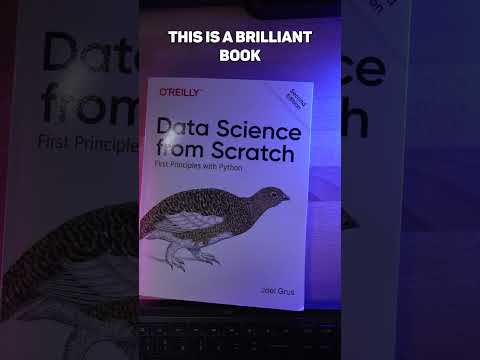 THIS IS A BRILLIANT
BOOK
O'REILLY
Second
Edition
Data Science
from Scratch
First Principles with Python
Joel Grus